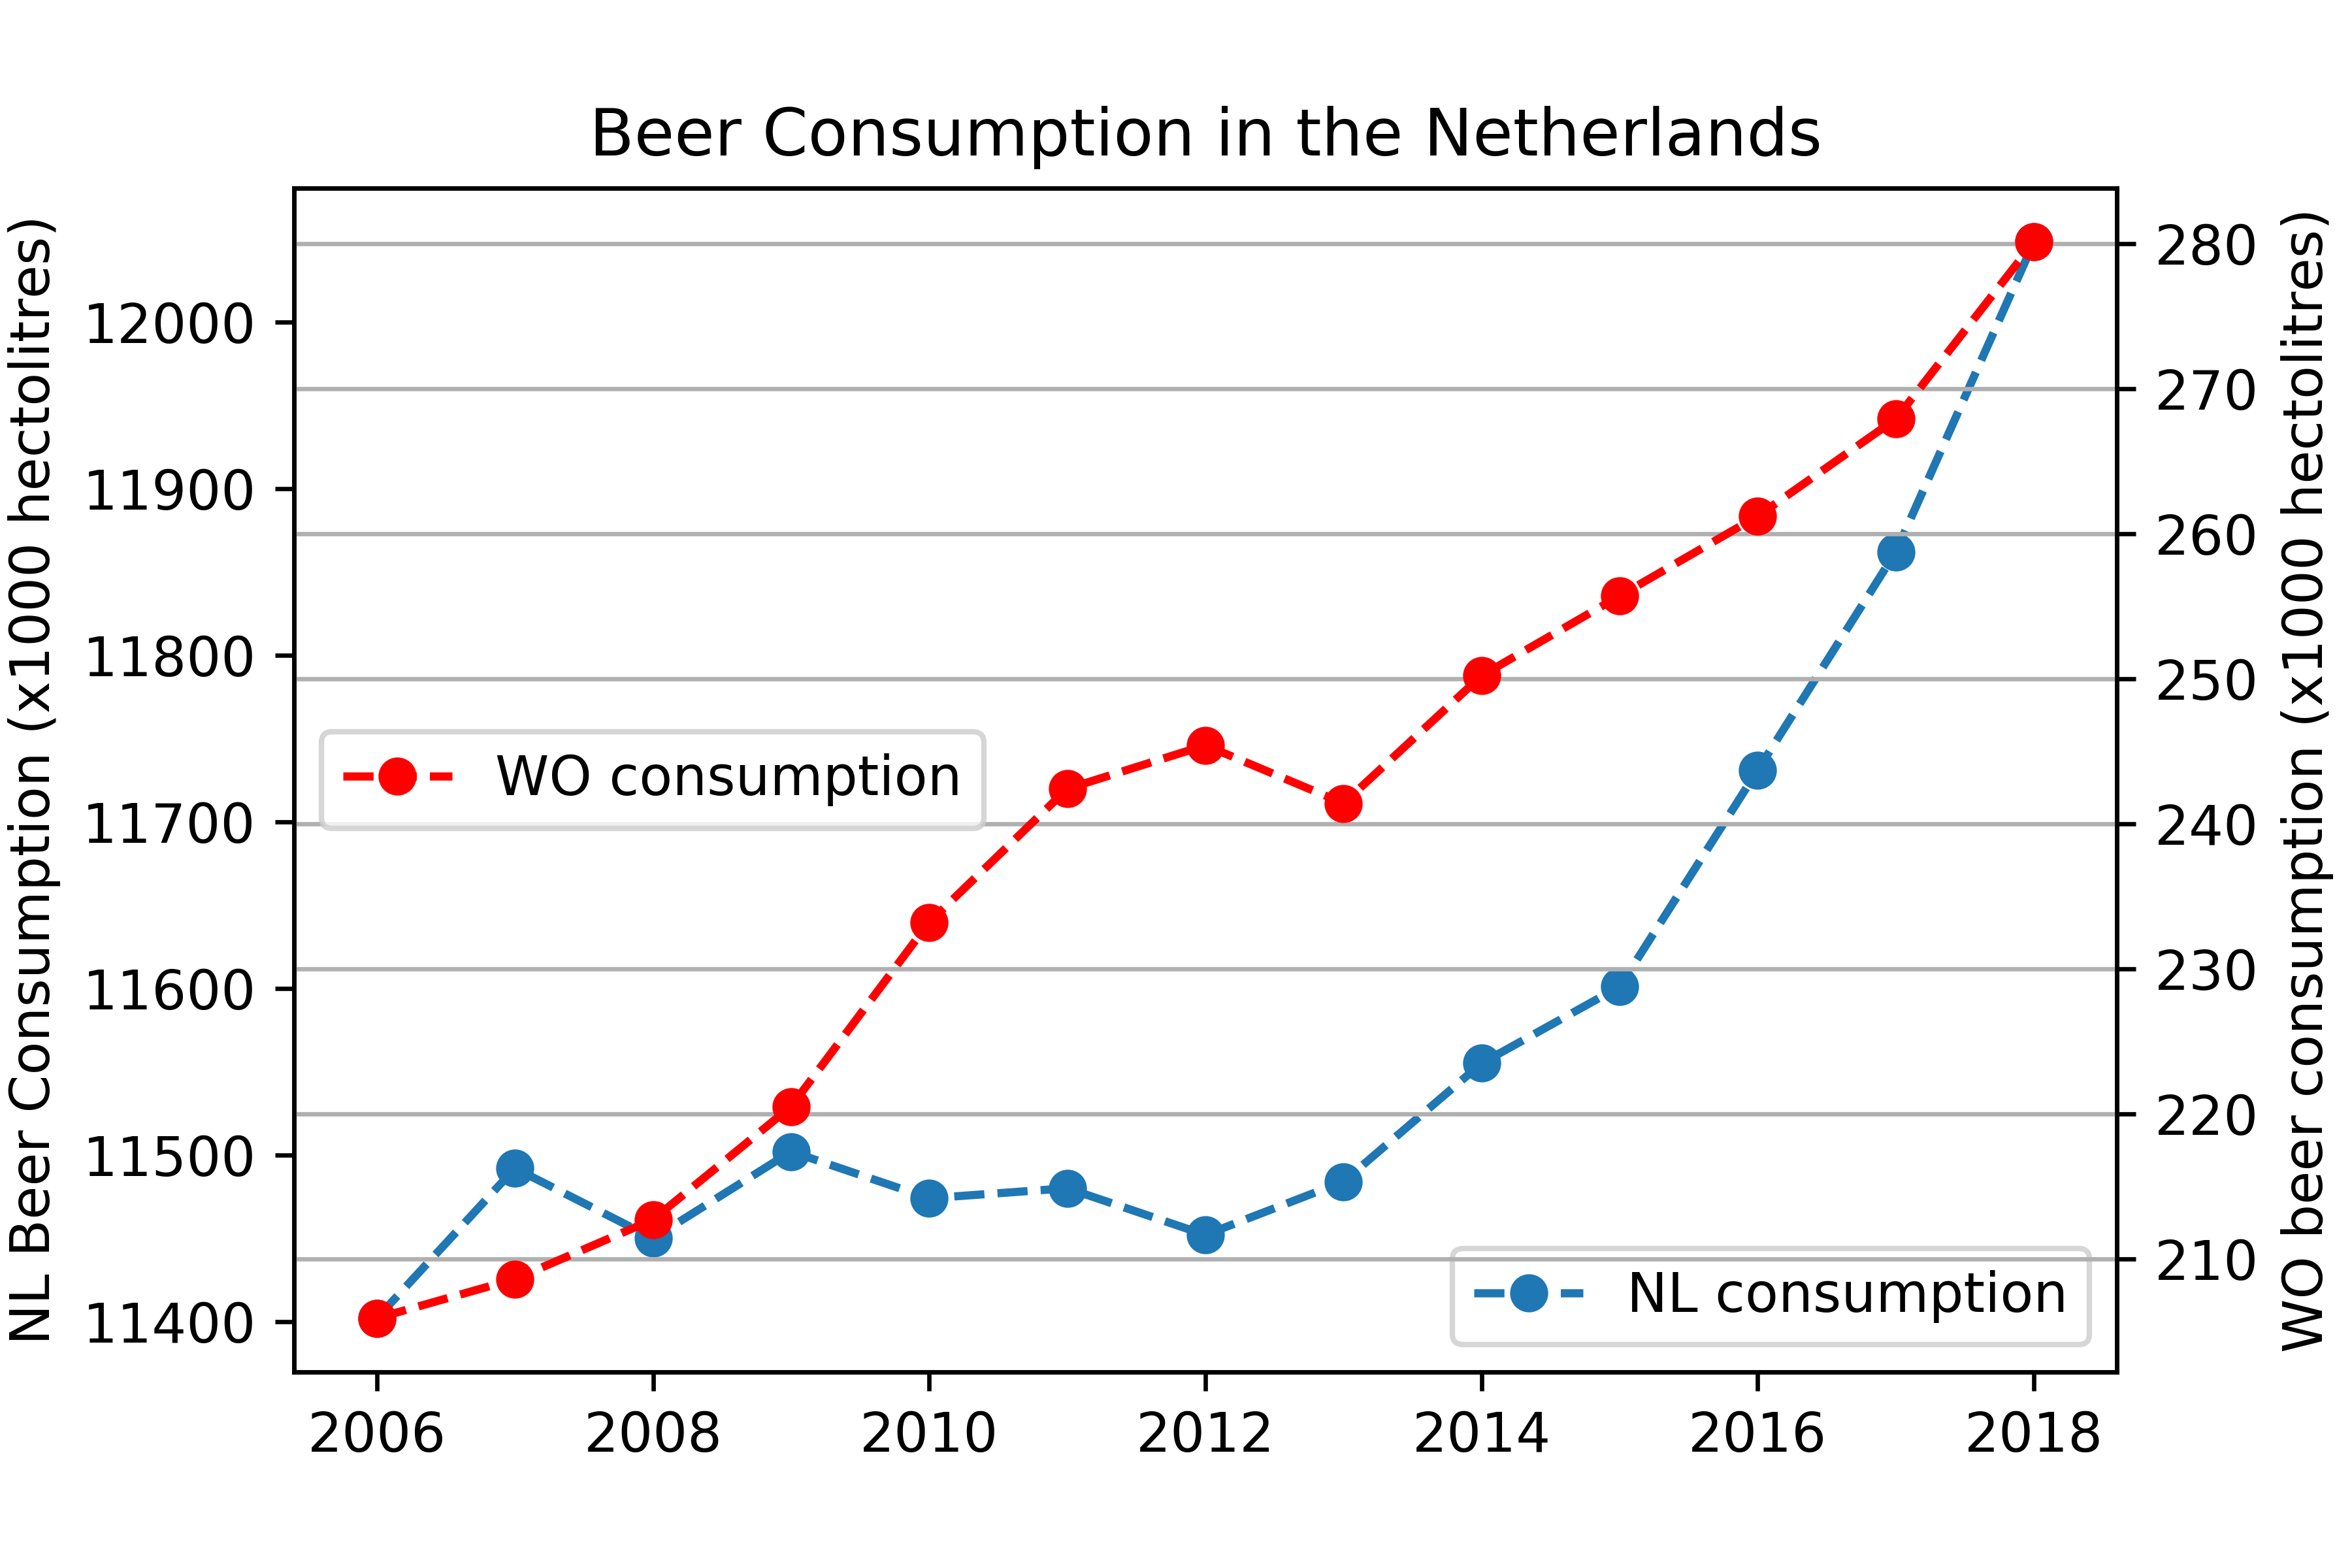 Beer Consumption in the Netherlands
NL Beer Consumption (x1000 hectolitres)
12000
11900
11800
11700
11600
11500
11400
WO consumption
NL consumption
280
270
260
250
240
230
220
210
WO beer consumption (x1000 hectolitres)
2006 2008 2010 2012 2014 2016 2018